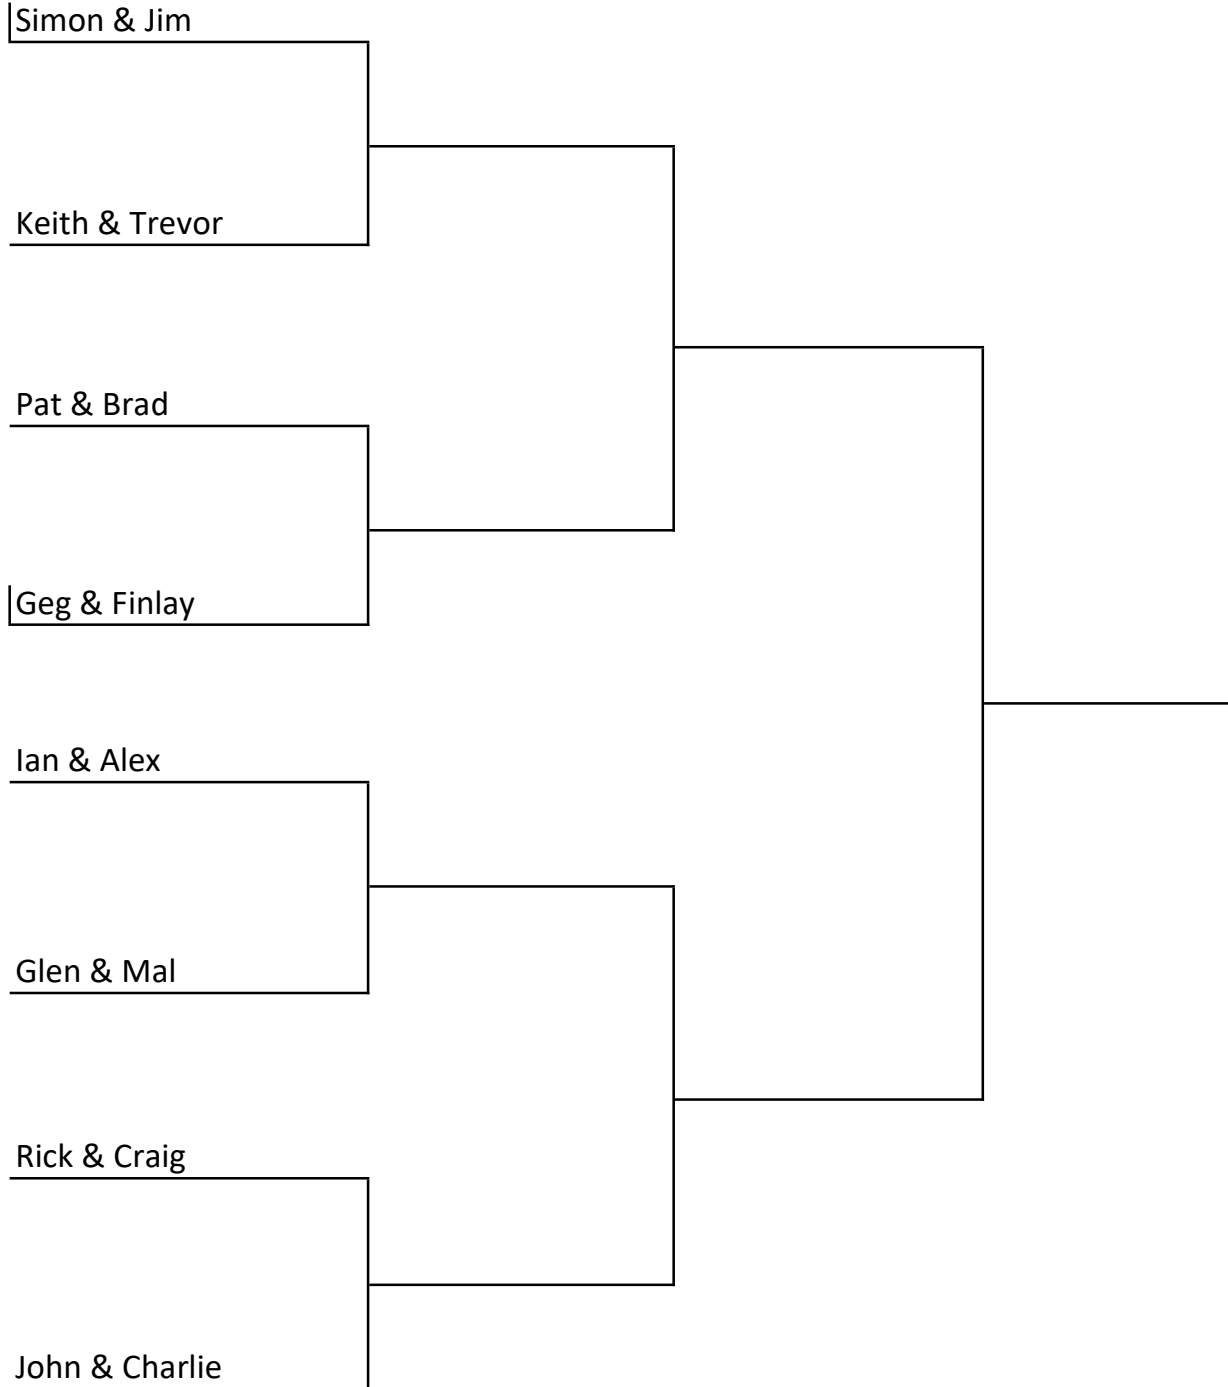 Simon & Jim
Keith & Trevor
Pat & Brad
Geg & Finlay
Ian & Alex
Glen & Mal
Rick & Craig
John & Charlie